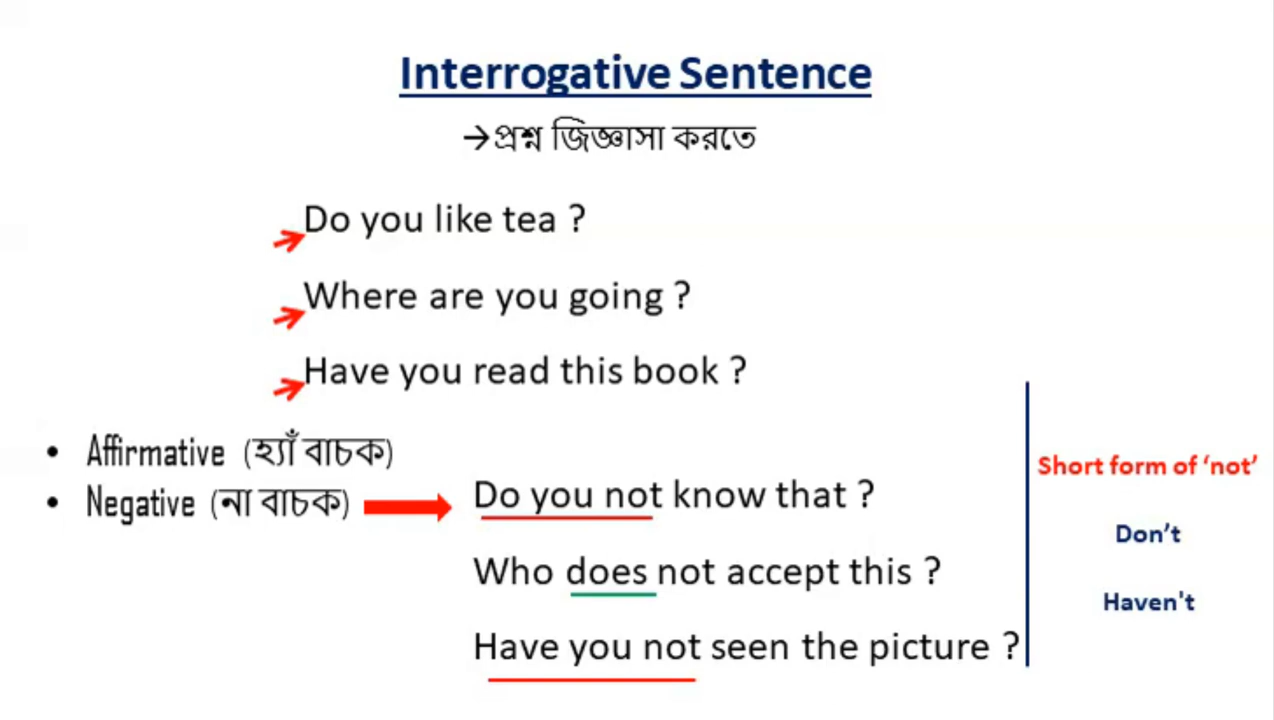 Interrogative Sentence
→প্রশ্ন জিজ্ঞাসা করতে
Do you like tea ?
Where are you going ?
Have you read this book ?
• Affirmative (হ্যাঁ বাচক)
• Negative (না বাচক)
Do you not know that ?
Who does not accept this ?
Have you not seen the picture ?
Short form of ‘not’
Don’t
Haven't